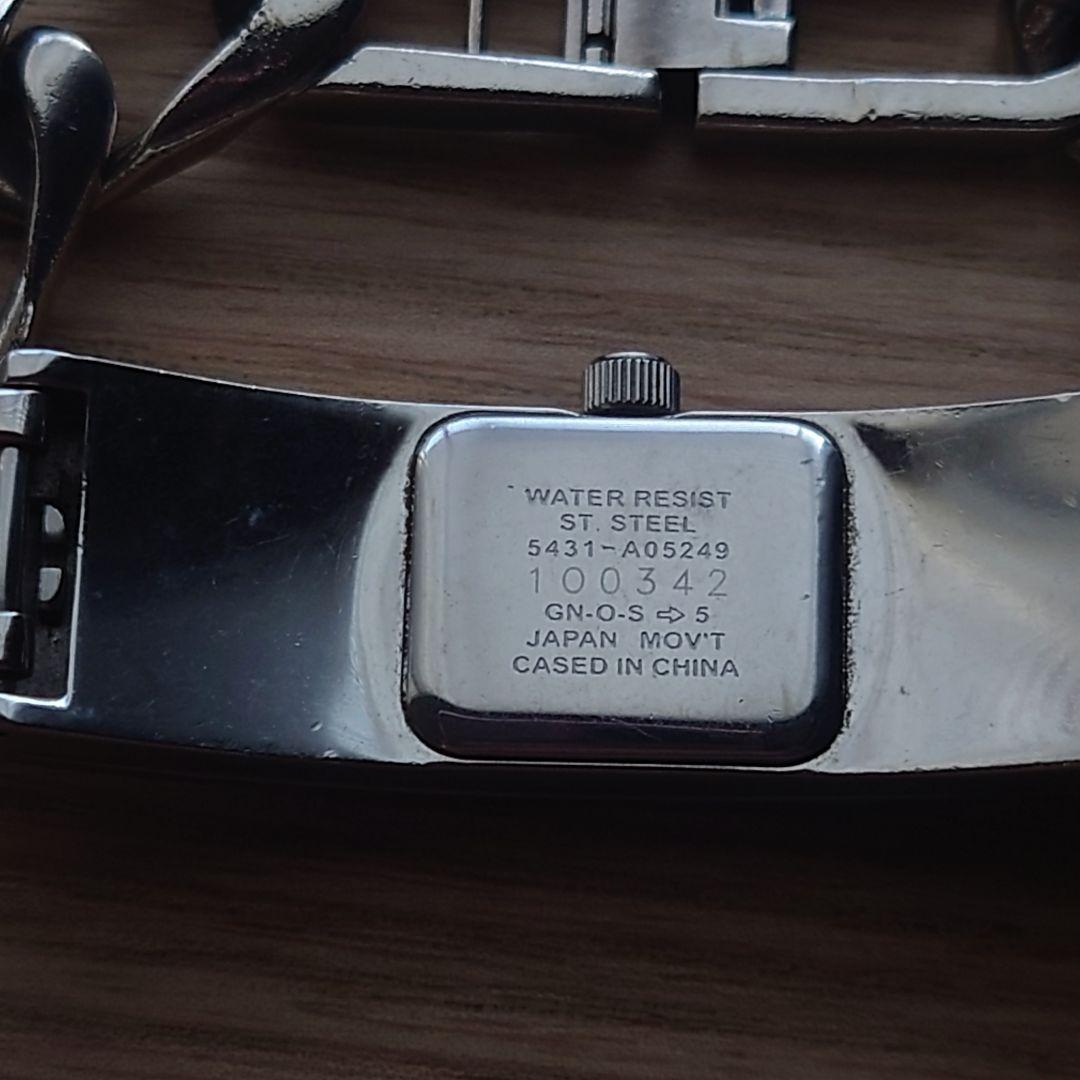 WATER RESIST
ST. STEEL
5431-A05249
100342
GN-O-S ⇨ 5
JAPAN MOV'T
CASED IN CHINA